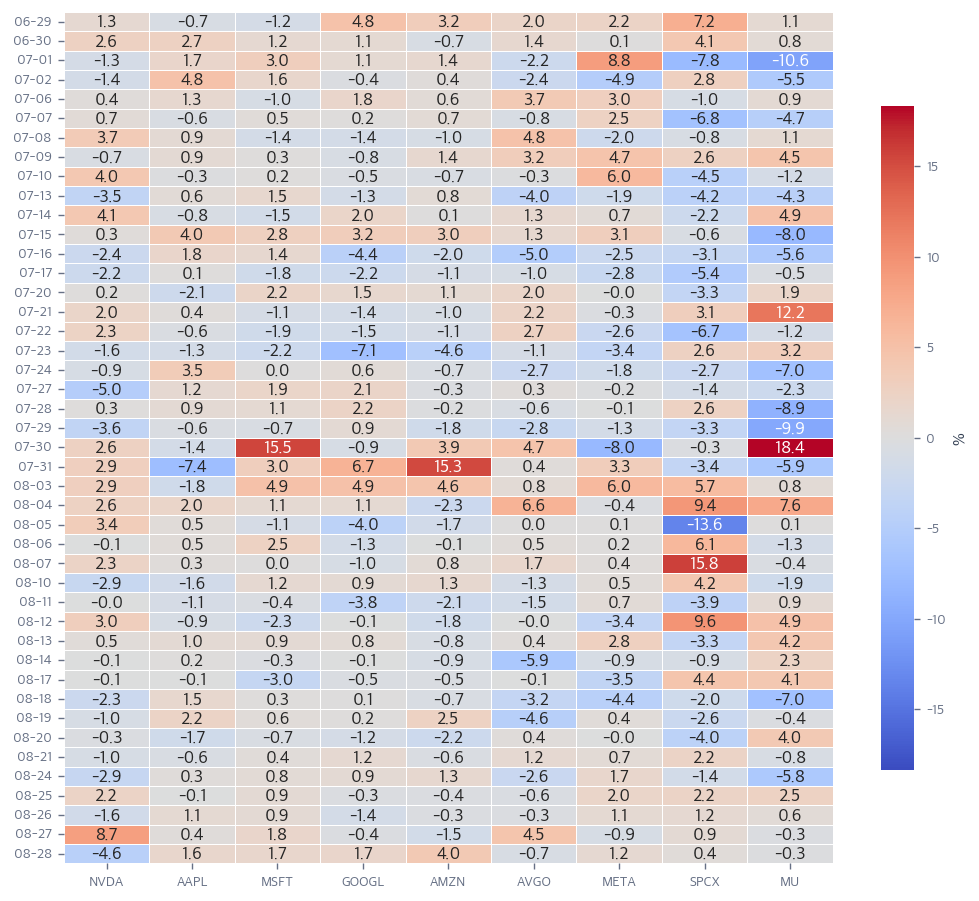 06-29 1.3 −0.7 −1.2 4.8 3.2 2.0 2.2 7.2 1.1
06-30 2.6 2.7 1.2 1.1 −0.7 1.4 0.1 4.1 0.8
07-01 −1.3 1.7 3.0 1.1 1.4 −2.2 8.8 −7.8 −10.6
07-02 −1.4 4.8 1.6 −0.4 0.4 −2.4 −4.9 2.8 −5.5
07-06 0.4 1.3 −1.0 1.8 0.6 3.7 3.0 −1.0 0.9
07-07 0.7 −0.6 0.5 0.2 0.7 −0.8 2.5 −6.8 −4.7
07-08 3.7 0.9 −1.4 −1.4 −1.0 4.8 −2.0 −0.8 1.1
07-09 −0.7 0.9 0.3 −0.8 1.4 3.2 4.7 2.6 4.5
07-10 4.0 −0.3 0.2 −0.5 −0.7 −0.3 6.0 −4.5 −1.2
07-13 −3.5 0.6 1.5 −1.3 0.8 −4.0 −1.9 −4.2 −4.3
07-14 4.1 −0.8 −1.5 2.0 0.1 1.3 0.7 −2.2 4.9
07-15 0.3 4.0 2.8 3.2 3.0 1.3 3.1 −0.6 −8.0
07-16 −2.4 1.8 1.4 −4.4 −2.0 −5.0 −2.5 −3.1 −5.6
07-17 −2.2 0.1 −1.8 −2.2 −1.1 −1.0 −2.8 −5.4 −0.5
07-20 0.2 −2.1 2.2 1.5 1.1 2.0 −0.0 −3.3 1.9
07-21 2.0 0.4 −1.1 −1.4 −1.0 2.2 −0.3 3.1 12.2
07-22 2.3 −0.6 −1.9 −1.5 −1.1 2.7 −2.6 −6.7 −1.2
07-23 −1.6 −1.3 −2.2 −7.1 −4.6 −1.1 −3.4 2.6 3.2
07-24 −0.9 3.5 0.0 0.6 −0.7 −2.7 −1.8 −2.7 −7.0
07-27 −5.0 1.2 1.9 2.1 −0.3 0.3 −0.2 −1.4 −2.3
07-28 0.3 0.9 1.1 2.2 −0.2 −0.6 −0.1 2.6 −8.9
07-29 −3.6 −0.6 −0.7 0.9 −1.8 −2.8 −1.3 −3.3 −9.9
07-30 2.6 −1.4 15.5 −0.9 3.9 4.7 −8.0 −0.3 18.4
07-31 2.9 −7.4 3.0 6.7 15.3 0.4 3.3 −3.4 −5.9
08-03 2.9 −1.8 4.9 4.9 4.6 0.8 6.0 5.7 0.8
08-04 2.6 2.0 1.1 1.1 −2.3 6.6 −0.4 9.4 7.6
08-05 3.4 0.5 −1.1 −4.0 −1.7 0.0 0.1 −13.6 0.1
08-06 −0.1 0.5 2.5 −1.3 −0.1 0.5 0.2 6.1 −1.3
08-07 2.3 0.3 0.0 −1.0 0.8 1.7 0.4 15.8 −0.4
08-10 −2.9 −1.6 1.2 0.9 1.3 −1.3 0.5 4.2 −1.9
08-11 −0.0 −1.1 −0.4 −3.8 −2.1 −1.5 0.7 −3.9 0.9
08-12 3.0 −0.9 −2.3 −0.1 −1.8 −0.0 −3.4 9.6 4.9
08-13 0.5 1.0 0.9 0.8 −0.8 0.4 2.8 −3.3 4.2
08-14 −0.1 0.2 −0.3 −0.1 −0.9 −5.9 −0.9 −0.9 2.3
08-17 −0.1 −0.1 −3.0 −0.5 −0.5 −0.1 −3.5 4.4 4.1
08-18 −2.3 1.5 0.3 0.1 −0.7 −3.2 −4.4 −2.0 −7.0
08-19 −1.0 2.2 0.6 0.2 2.5 −4.6 0.4 −2.6 −0.4
08-20 −0.3 −1.7 −0.7 −1.2 −2.2 0.4 −0.0 −4.0 4.0
08-21 −1.0 −0.6 0.4 1.2 −0.6 1.2 0.7 2.2 −0.8
08-24 −2.9 0.3 0.8 0.9 1.3 −2.6 1.7 −1.4 −5.8
08-25 2.2 −0.1 0.9 −0.3 −0.4 −0.6 2.0 2.2 2.5
08-26 −1.6 1.1 0.9 −1.4 −0.3 −0.3 1.1 1.2 0.6
08-27 8.7 0.4 1.8 −0.4 −1.5 4.5 −0.9 0.9 −0.3
08-28 −4.6 1.6 1.7 1.7 4.0 −0.7 1.2 0.4 −0.3
NVDA AAPL MSFT GOOGL AMZN AVGO META SPCX MU
15
10
5
0
−5
−10
−15
%